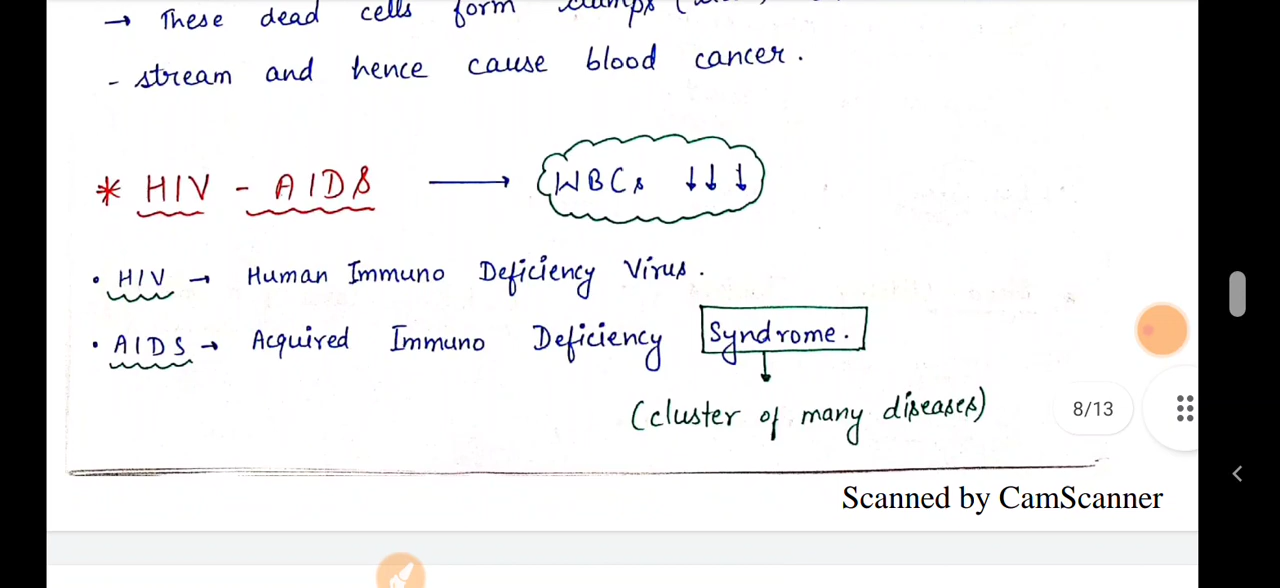 → These dead cells form clumps
- stream and hence cause blood cancer.
* HIV - AIDS → WBCs ↓↓↓
• HIV → Human Immuno Deficiency Virus.
• AIDS → Acquired Immuno Deficiency Syndrome.
(cluster of many diseases)
8/13
Scanned by CamScanner